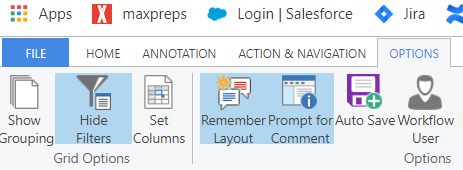 Apps maxpreps Login | Salesforce Jira
FILE HOME ANNOTATION ACTION & NAVIGATION OPTIONS
Show Hide Set Remember Prompt for Auto Save Workflow
Grouping Filters Columns Layout Comment User
Grid Options Options